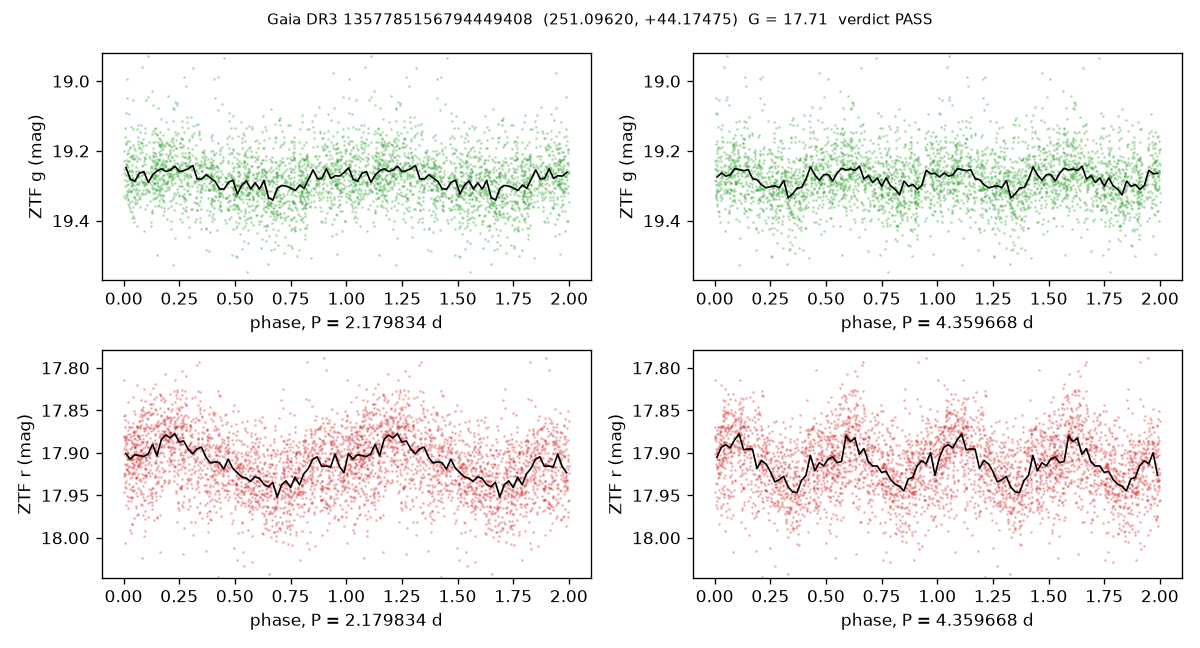 Gaia DR3 1357785156794449408  (251.09620, +44.17475)  G = 17.71  verdict PASS
ZTF g (mag)
19.0
19.2
19.4
0.00 0.25 0.50 0.75 1.00 1.25 1.50 1.75 2.00
phase, P = 2.179834 d
ZTF g (mag)
19.0
19.2
19.4
0.00 0.25 0.50 0.75 1.00 1.25 1.50 1.75 2.00
phase, P = 4.359668 d
ZTF r (mag)
17.80
17.85
17.90
17.95
18.00
0.00 0.25 0.50 0.75 1.00 1.25 1.50 1.75 2.00
phase, P = 2.179834 d
ZTF r (mag)
17.80
17.85
17.90
17.95
18.00
0.00 0.25 0.50 0.75 1.00 1.25 1.50 1.75 2.00
phase, P = 4.359668 d